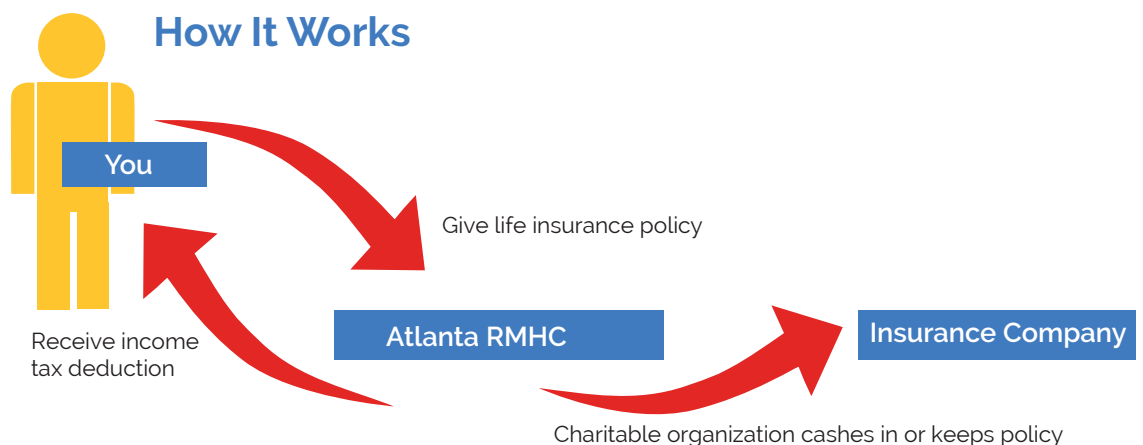 How It Works
You
Give life insurance policy
Atlanta RMHC
Insurance Company
Receive income
tax deduction
Charitable organization cashes in or keeps policy